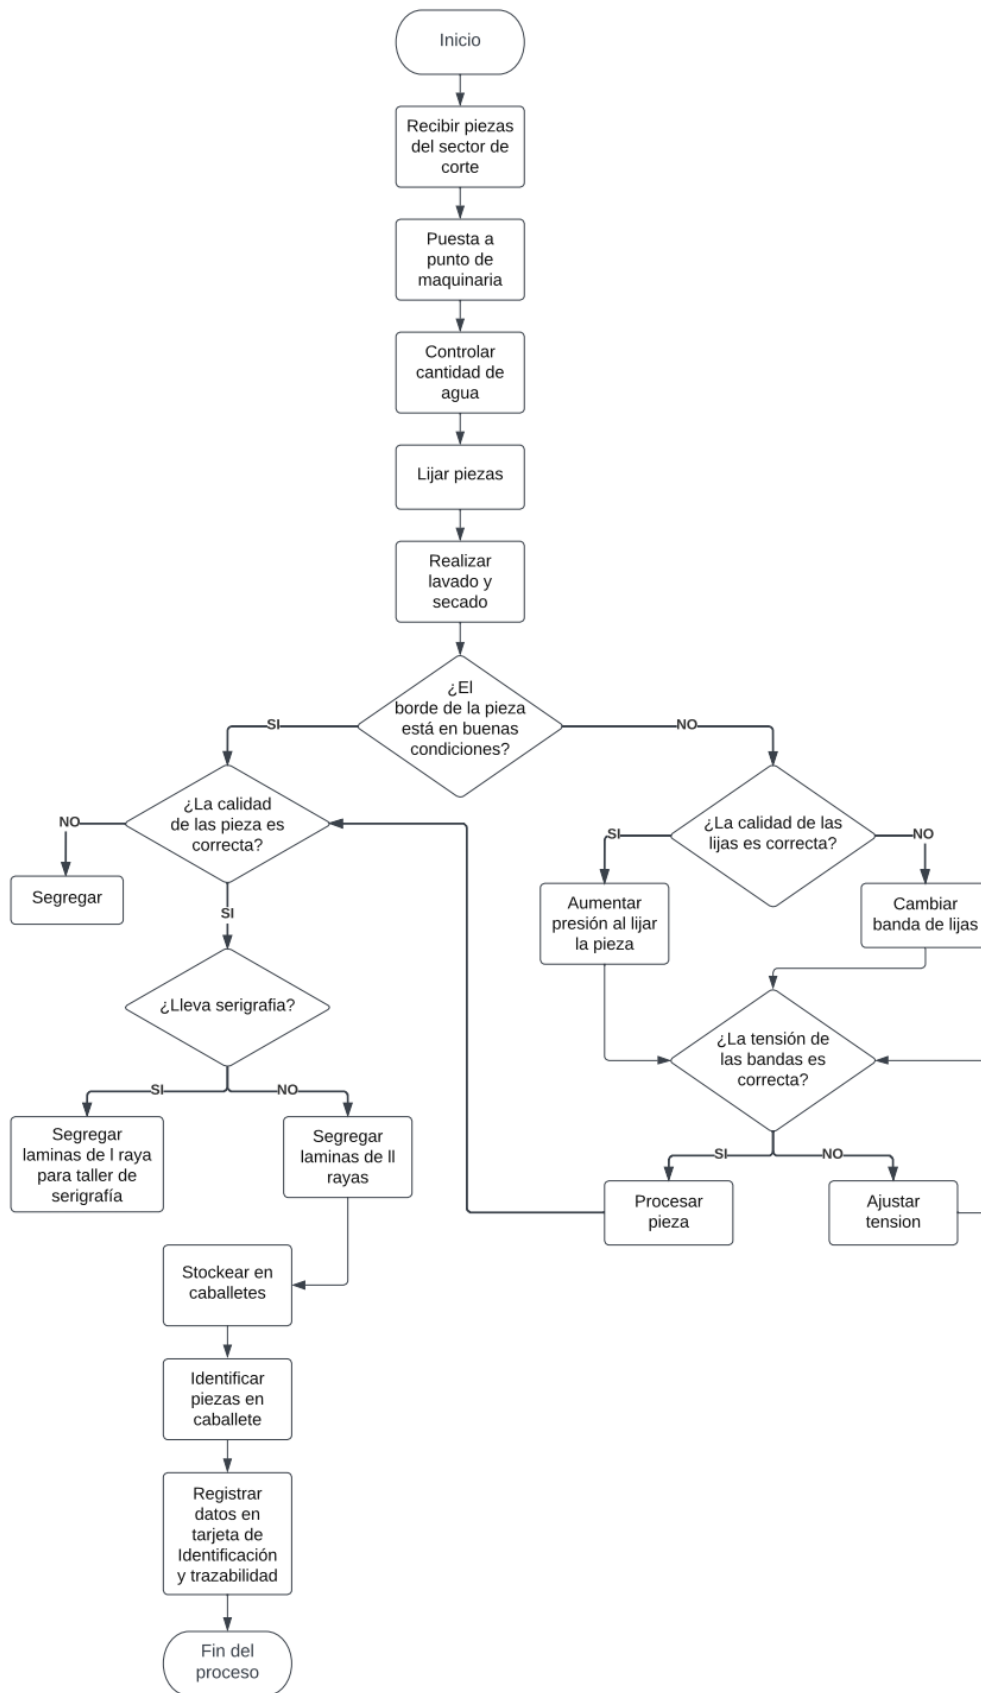 Inicio
Recibir piezas
del sector de
corte
Puesta a
punto de
maquinaria
Controlar
cantidad de
agua
Lijar piezas
Realizar
lavado y
secado
¿El
borde de la pieza
está en buenas
condiciones?
SI
NO
¿La calidad
de las pieza es
correcta?
NO
Segregar
SI
¿Lleva serigrafia?
SI
NO
Segregar
laminas de I raya
para taller de
serigrafía
Segregar
laminas de II
rayas
Stockear en
caballetes
Identificar
piezas en
caballete
Registrar
datos en
tarjeta de
Identificación
y trazabilidad
Fin del
proceso
¿La calidad de las
lijas es correcta?
SI
NO
Aumentar
presión al lijar
la pieza
Cambiar
banda de lijas
¿La tensión de
las bandas es
correcta?
SI
NO
Procesar
pieza
Ajustar
tension